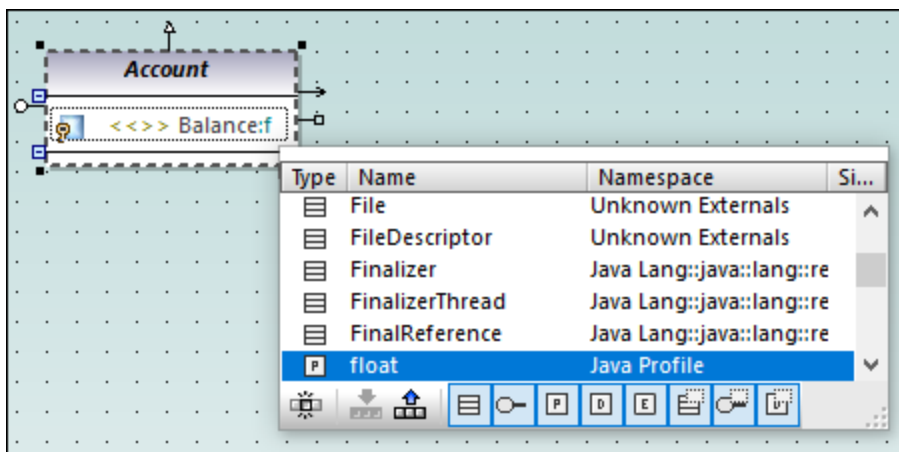 Account
<<>> Balance:f
Type Name Namespace Si...
File Unknown Externals
FileDescriptor Unknown Externals
Finalizer Java Lang::java::lang::re
FinalizerThread Java Lang::java::lang::re
FinalReference Java Lang::java::lang::re
P float Java Profile
P D E